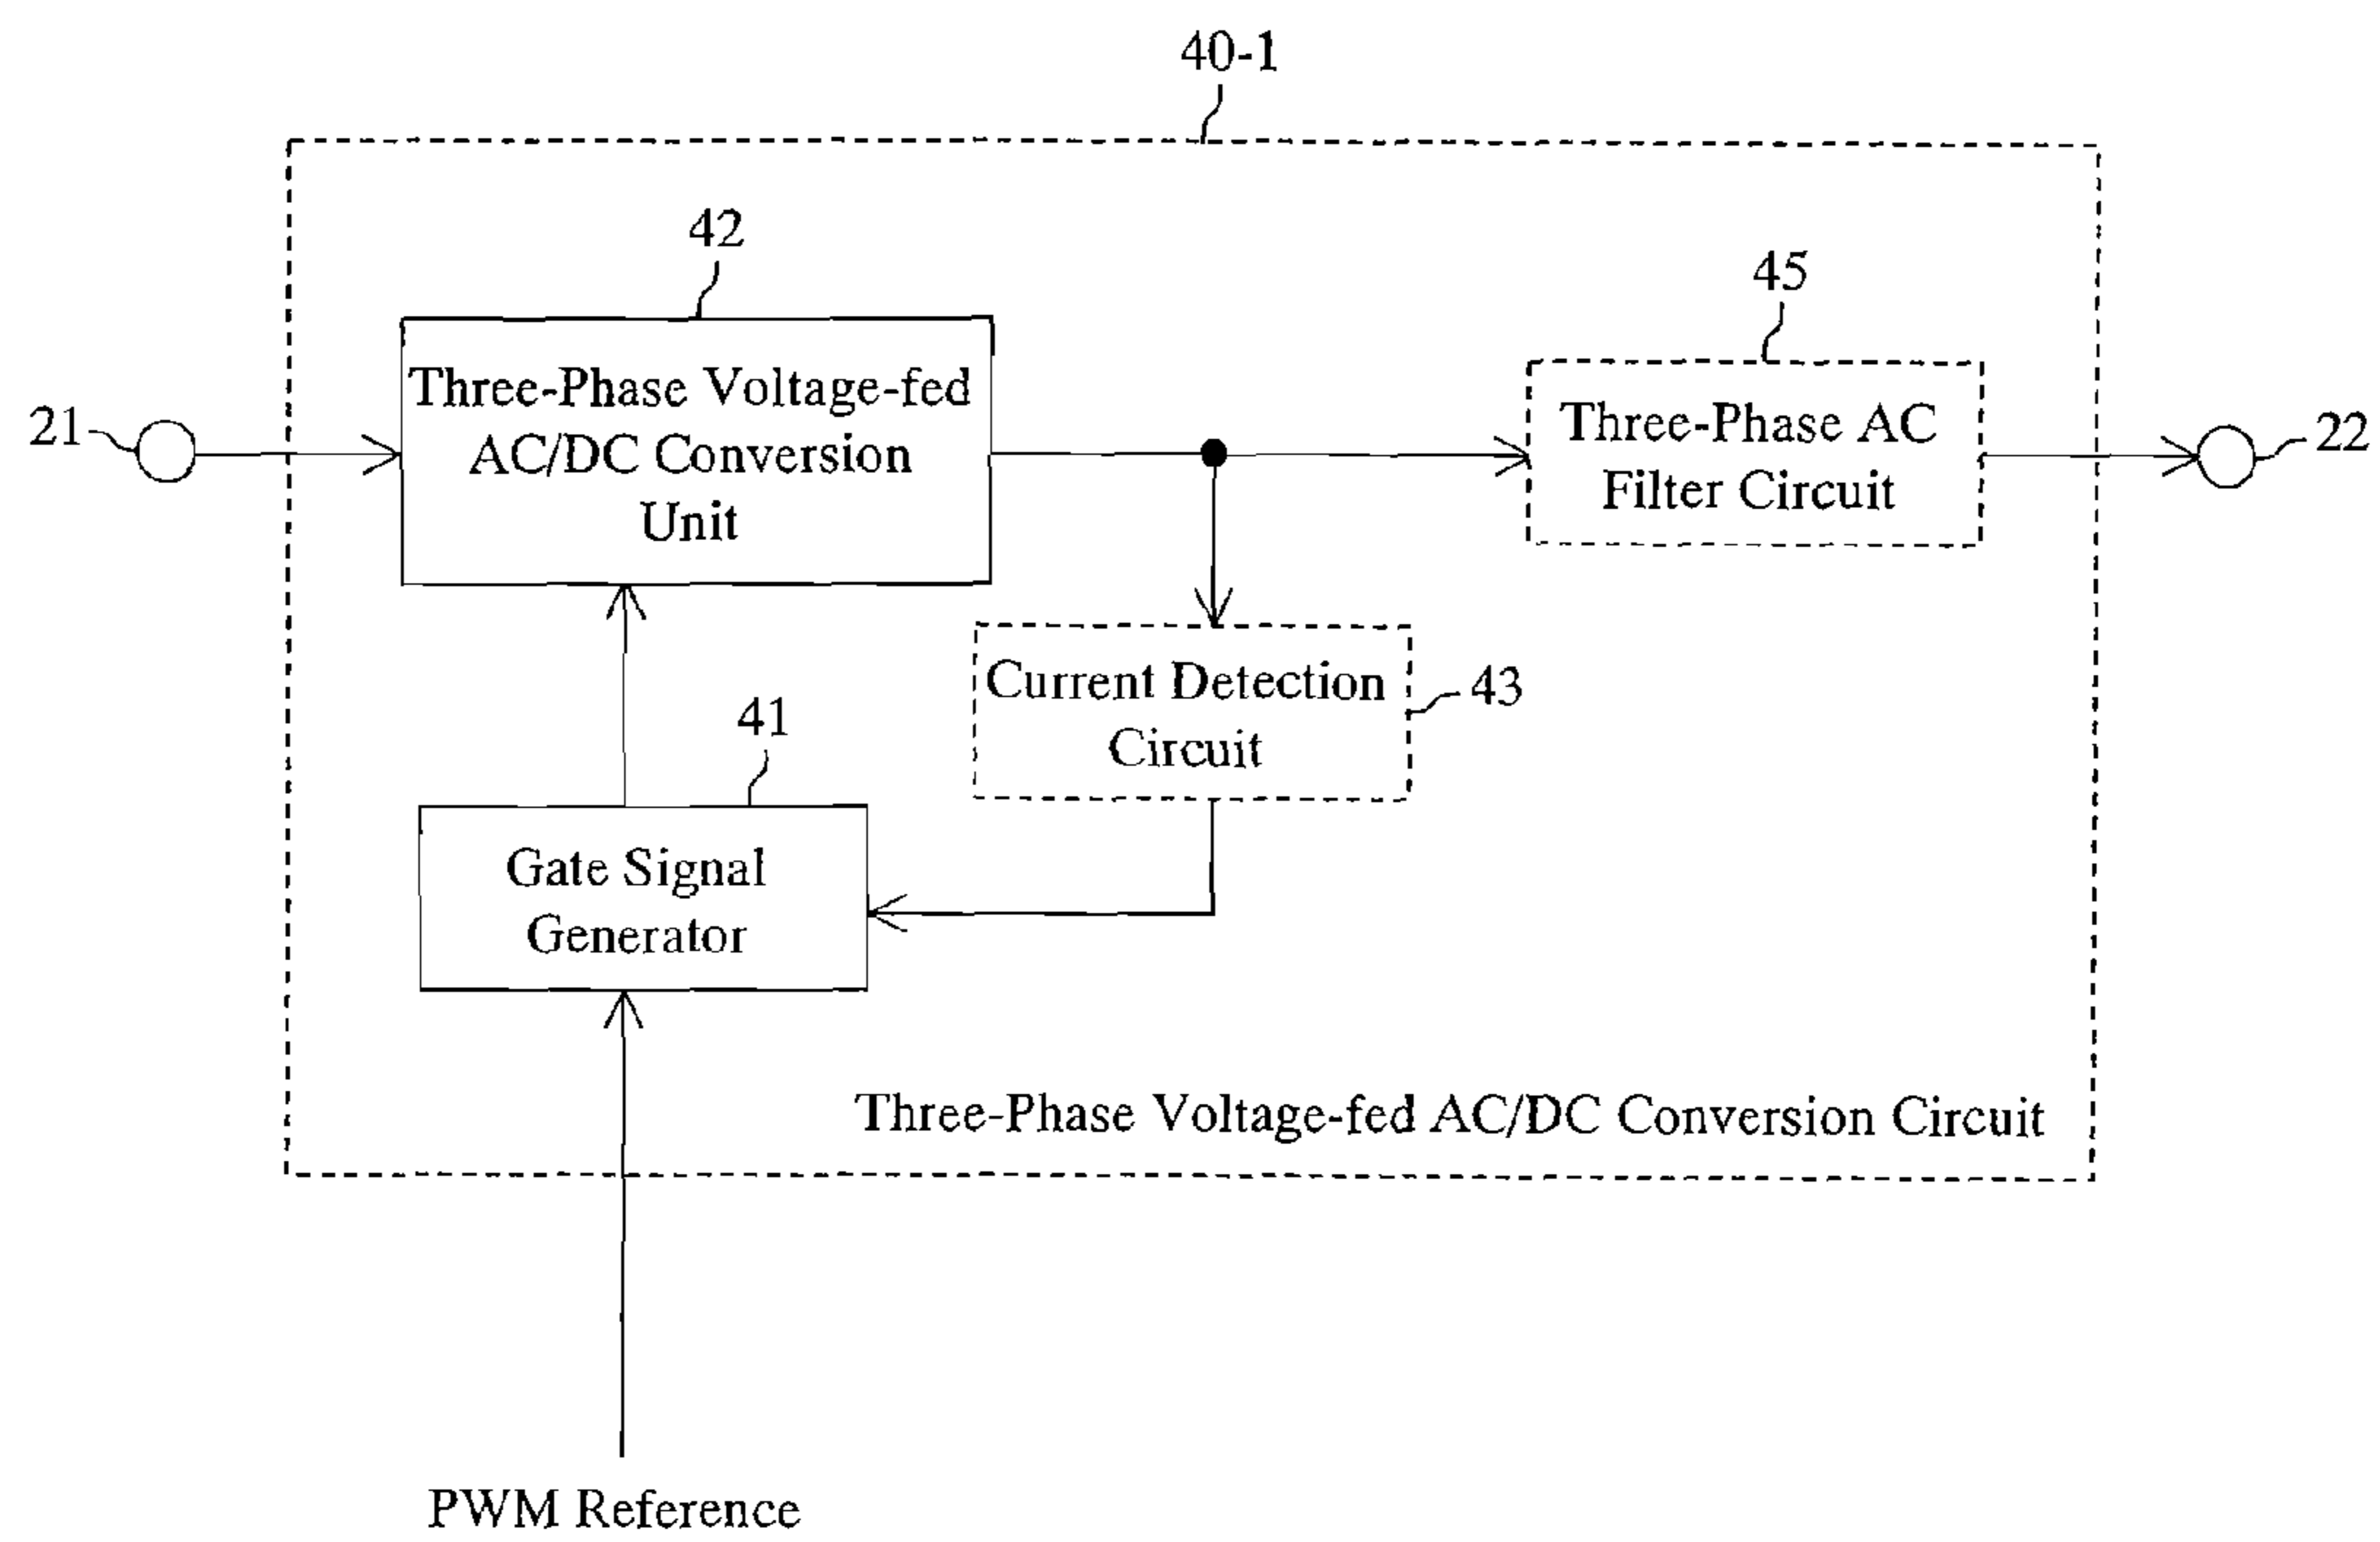 40-1
42
45
Three-Phase Voltage-fed
AC/DC Conversion
Unit
Three-Phase AC
Filter Circuit
21
22
Current Detection
Circuit
43
41
Gate Signal
Generator
Three-Phase Voltage-fed AC/DC Conversion Circuit
PWM Reference